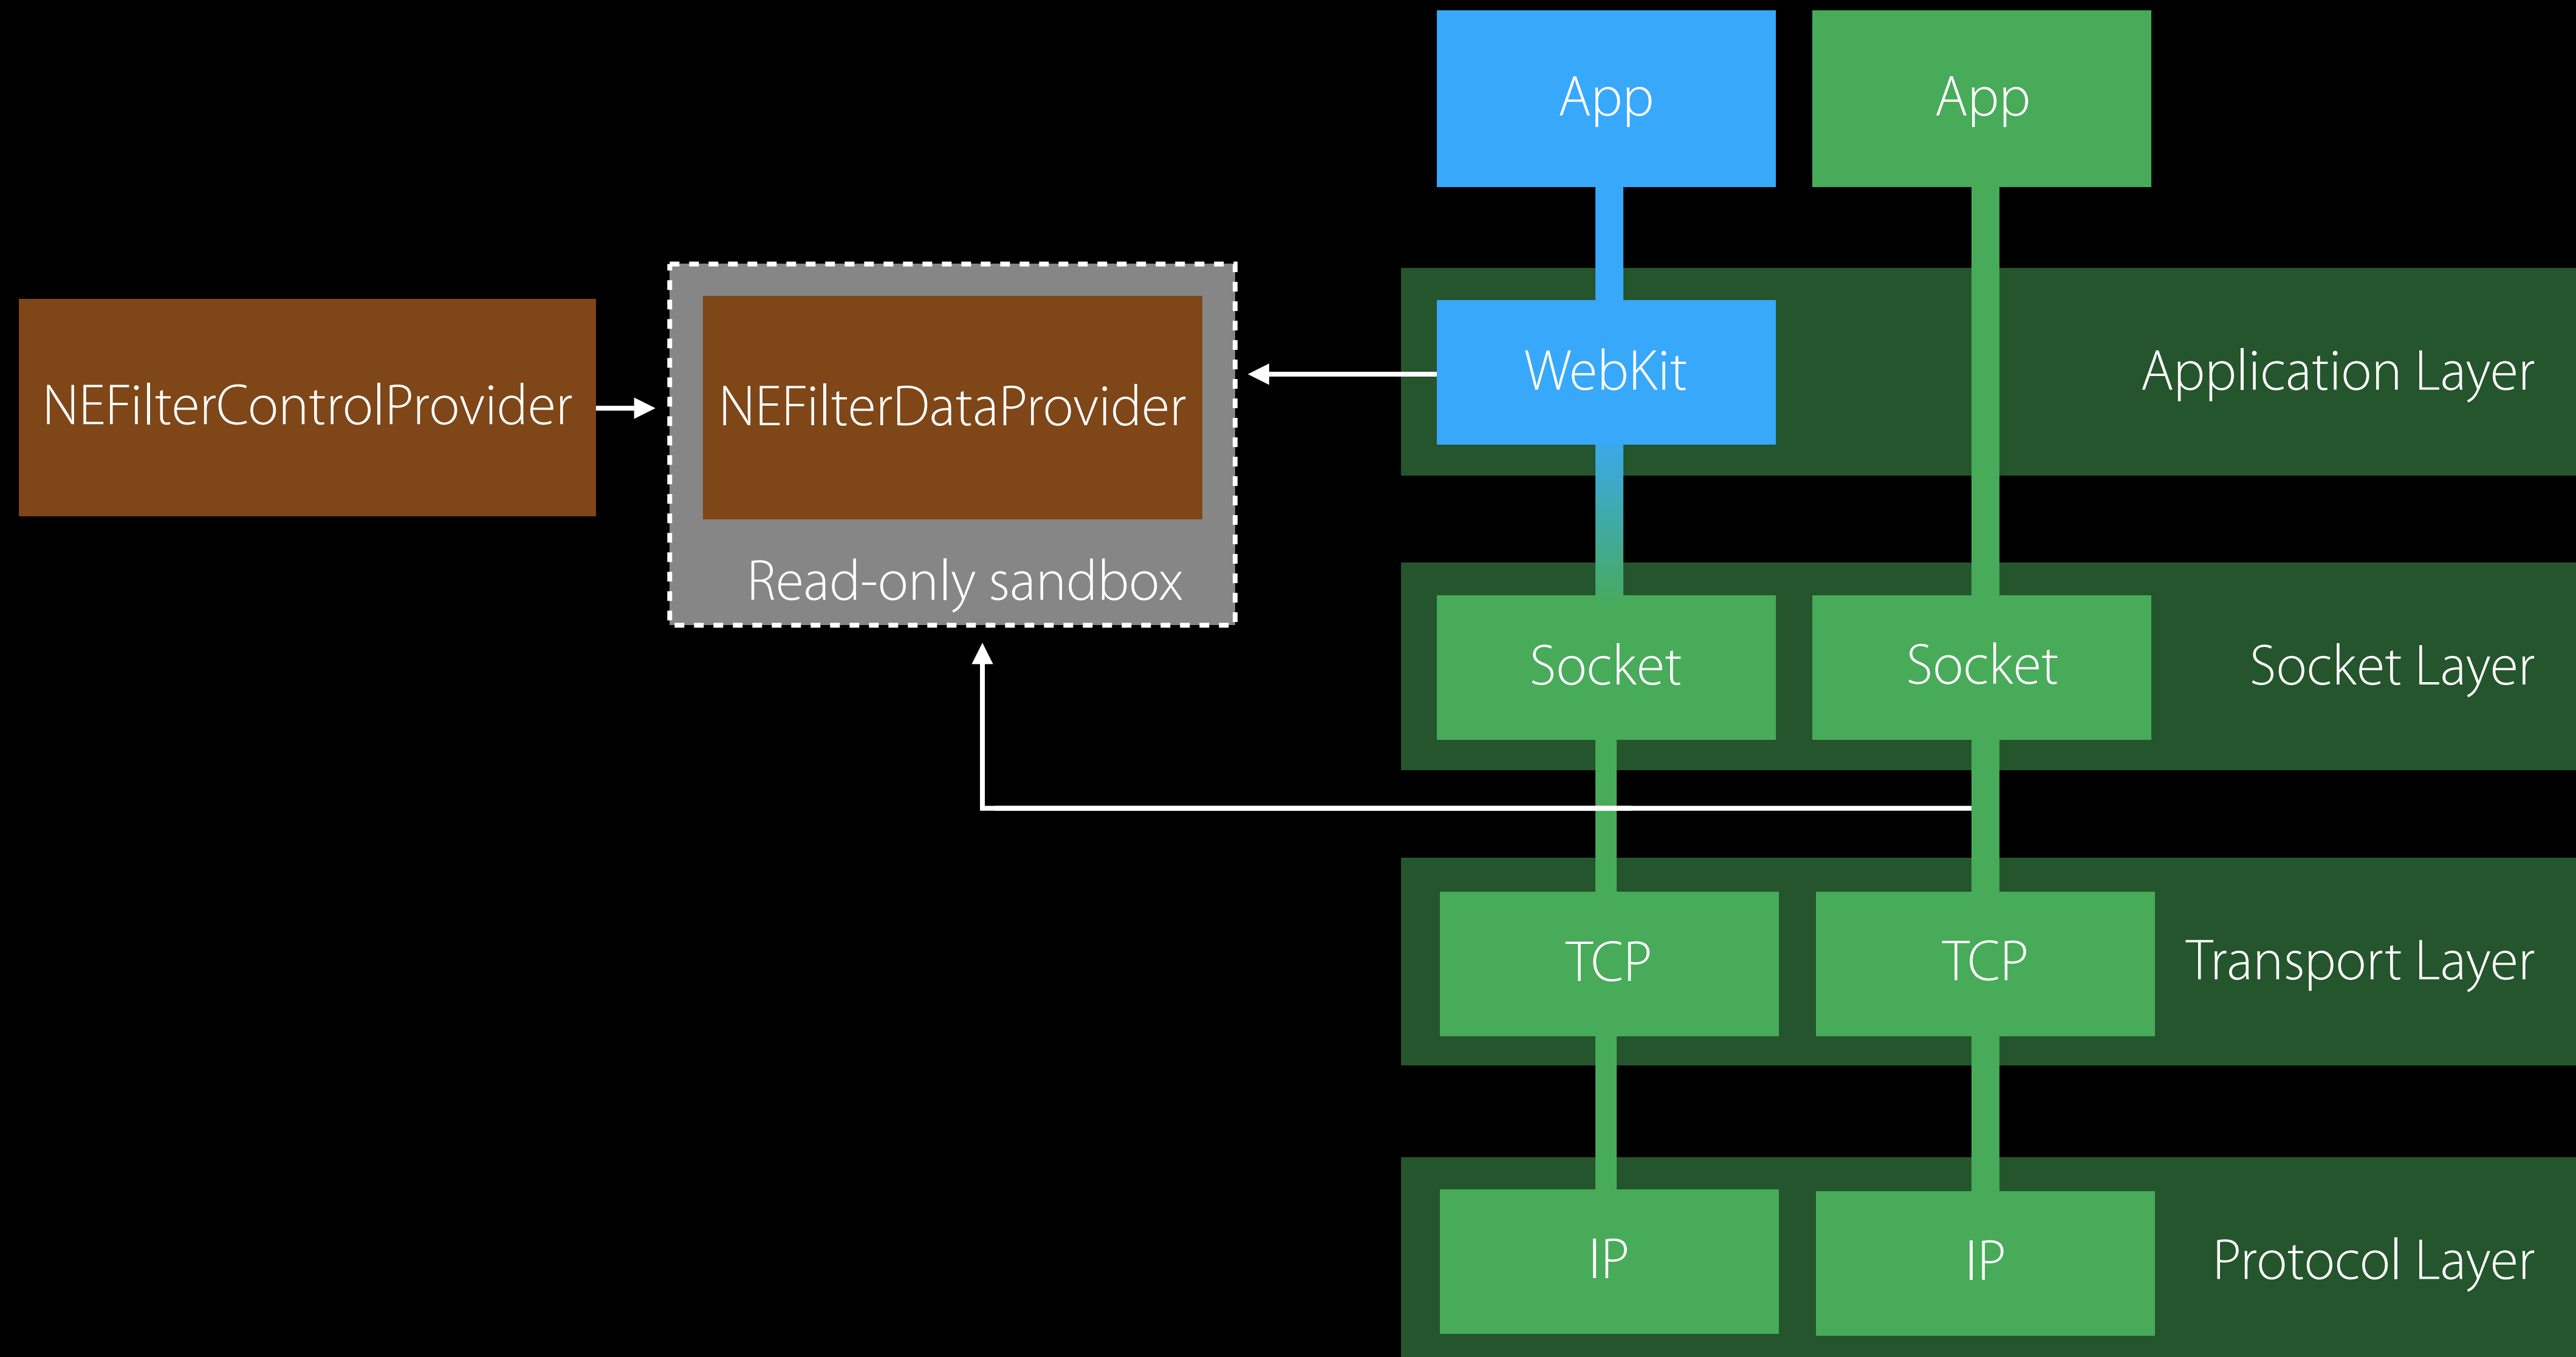 App
App
NEFilterControlProvider
NEFilterDataProvider
Read-only sandbox
WebKit
Application Layer
Socket
Socket
Socket Layer
TCP
TCP
Transport Layer
IP
IP
Protocol Layer